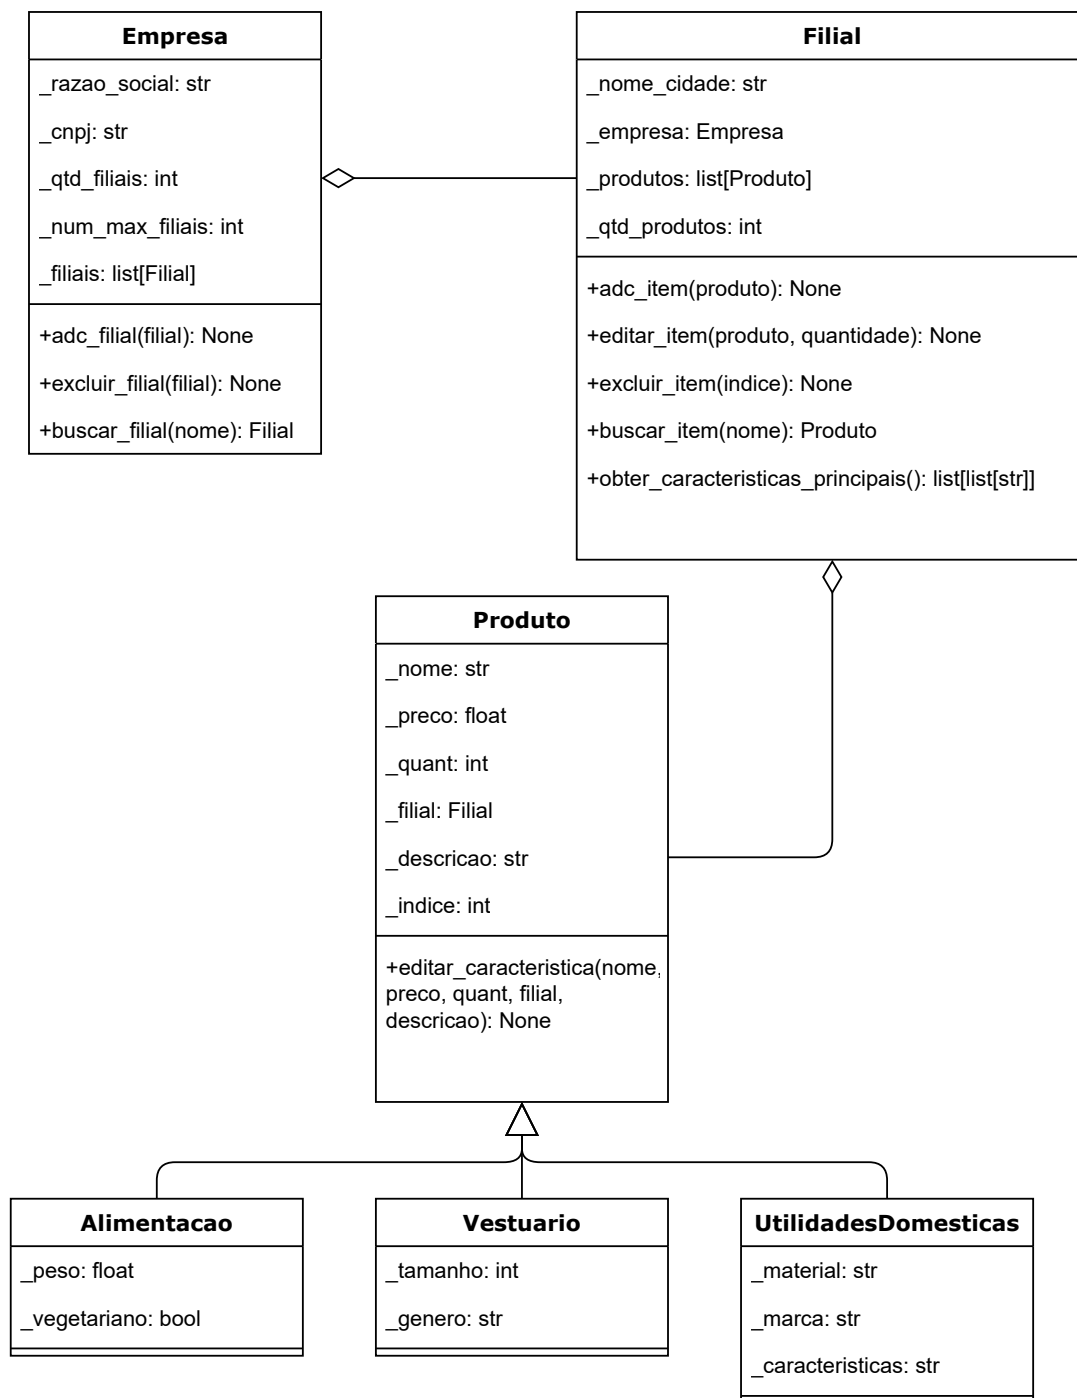 Empresa
_razao_social: str
_cnpj: str
_qtd_filiais: int
_num_max_filiais: int
_filiais: list[Filial]
+adc_filial(filial): None
+excluir_filial(filial): None
+buscar_filial(nome): Filial
Filial
_nome_cidade: str
_empresa: Empresa
_produtos: list[Produto]
_qtd_produtos: int
+adc_item(produto): None
+editar_item(produto, quantidade): None
+excluir_item(indice): None
+buscar_item(nome): Produto
+obter_caracteristicas_principais(): list[list[str]]
Produto
_nome: str
_preco: float
_quant: int
_filial: Filial
_descricao: str
_indice: int
+editar_caracteristica(nome,
preco, quant, filial,
descricao): None
Alimentacao
_peso: float
_vegetariano: bool
Vestuario
_tamanho: int
_genero: str
UtilidadesDomesticas
_material: str
_marca: str
_caracteristicas: str